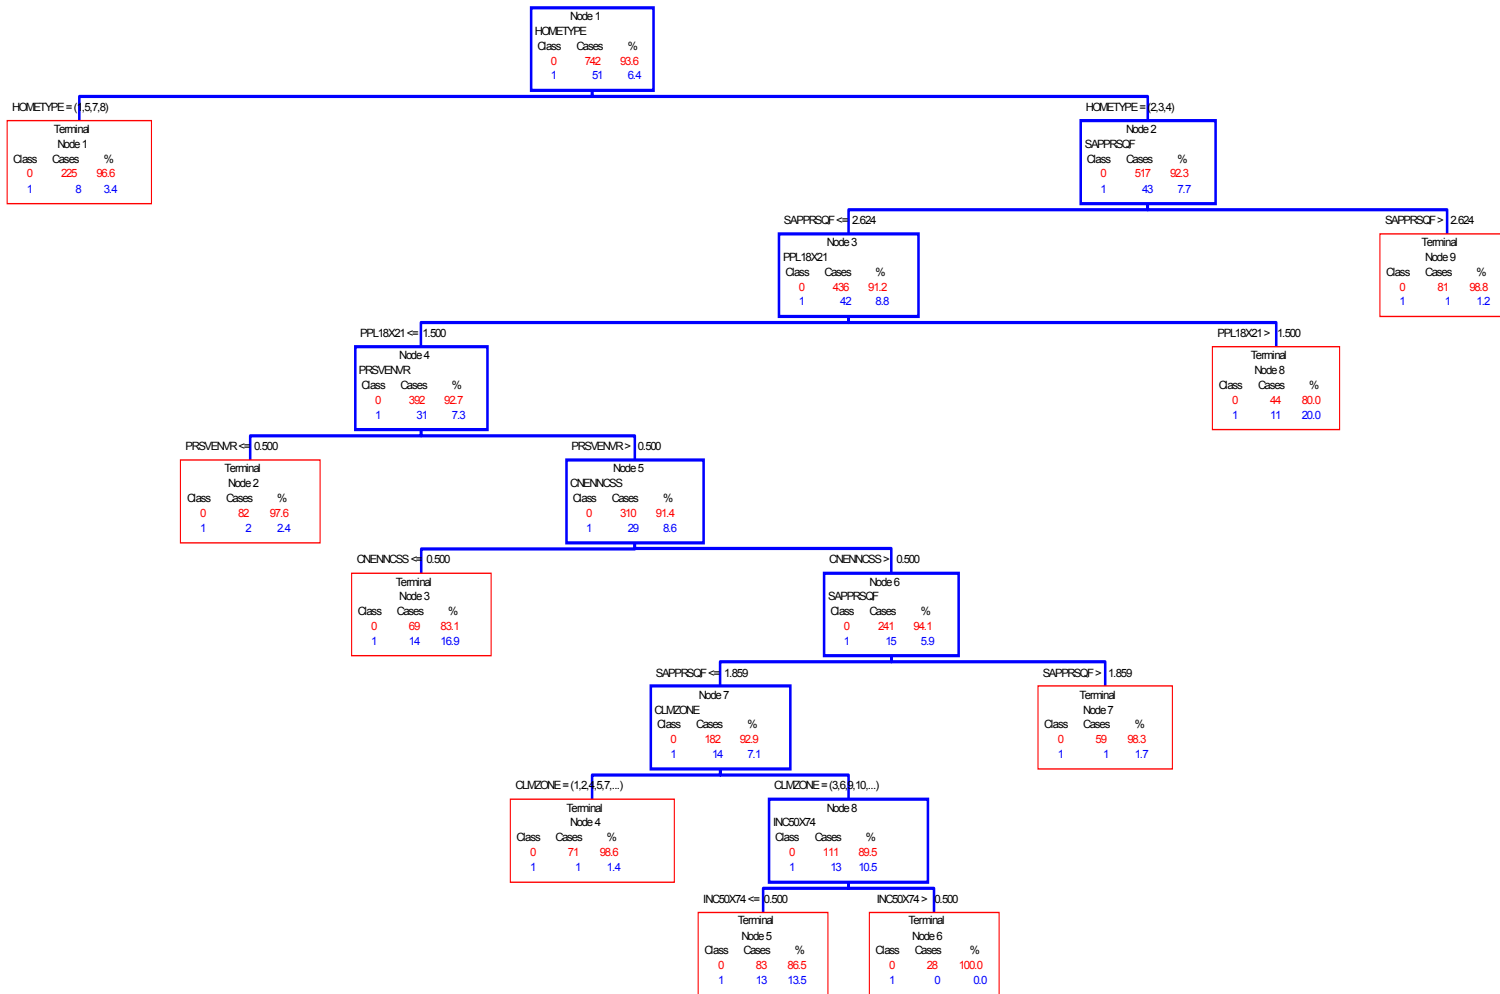 Node 1
HOMETYPE
Class Cases %
0 742 93.6
1 51 6.4
HOMETYPE = (1,5,7,8)
HOMETYPE = (2,3,4)
Terminal
Node 1
Class Cases %
0 225 96.6
1 8 3.4
Node 2
SAPPRSQF
Class Cases %
0 517 92.3
1 43 7.7
SAPPRSQF <= 2.624
SAPPRSQF > 2.624
Node 3
PPL18X21
Class Cases %
0 436 91.2
1 42 8.8
Terminal
Node 9
Class Cases %
0 81 98.8
1 1 1.2
PPL18X21 <= 1.500
PPL18X21 > 1.500
Node 4
PRSVENVR
Class Cases %
0 392 92.7
1 31 7.3
Terminal
Node 8
Class Cases %
0 44 80.0
1 11 20.0
PRSVENVR <= 0.500
PRSVENVR > 0.500
Terminal
Node 2
Class Cases %
0 82 97.6
1 2 2.4
Node 5
CNENNCSS
Class Cases %
0 310 91.4
1 29 8.6
CNENNCSS <= 0.500
CNENNCSS > 0.500
Terminal
Node 3
Class Cases %
0 69 83.1
1 14 16.9
Node 6
SAPPRSQF
Class Cases %
0 241 94.1
1 15 5.9
SAPPRSQF <= 1.859
SAPPRSQF > 1.859
Node 7
CLMZONE
Class Cases %
0 182 92.9
1 14 7.1
Terminal
Node 7
Class Cases %
0 59 98.3
1 1 1.7
CLMZONE = (1,2,4,5,7,...)
CLMZONE = (3,6,9,10,...)
Terminal
Node 4
Class Cases %
0 71 98.6
1 1 1.4
Node 8
INC50X74
Class Cases %
0 111 89.5
1 13 10.5
INC50X74 <= 0.500
INC50X74 > 0.500
Terminal
Node 5
Class Cases %
0 83 86.5
1 13 13.5
Terminal
Node 6
Class Cases %
0 28 100.0
1 0 0.0